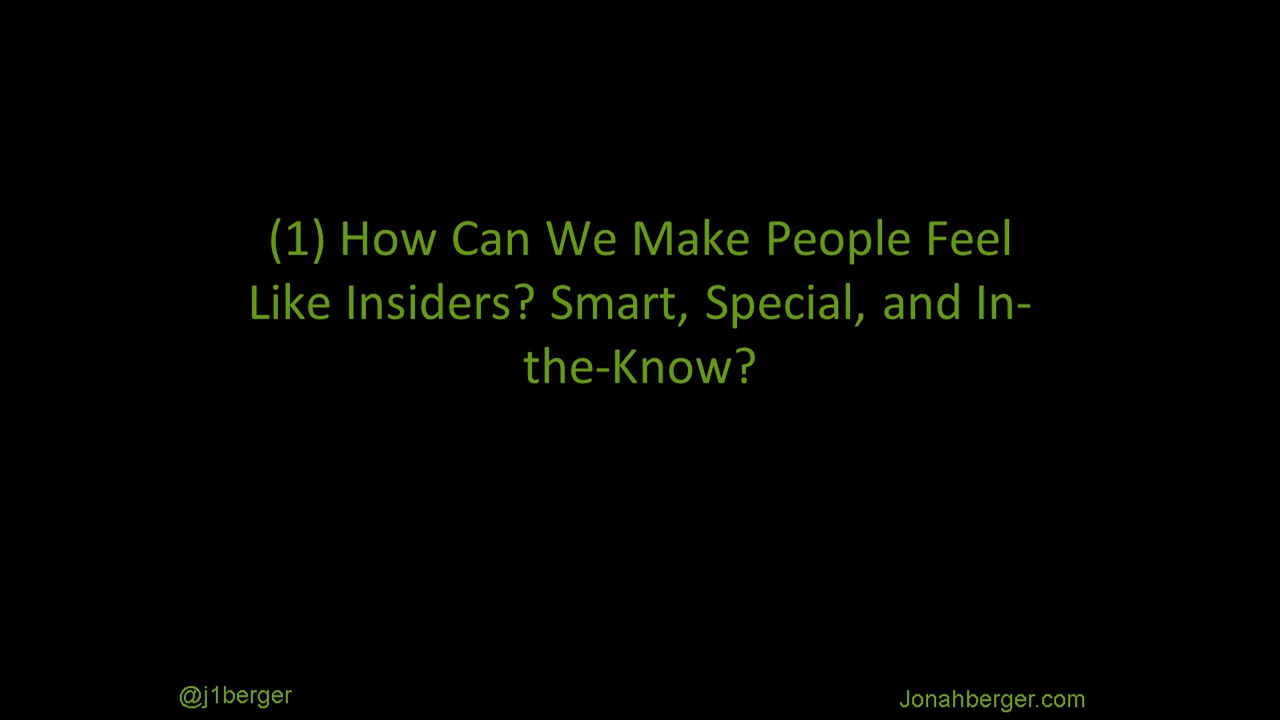 (1) How Can We Make People Feel
Like Insiders? Smart, Special, and In-
the-Know?
@j1berger
Jonahberger.com